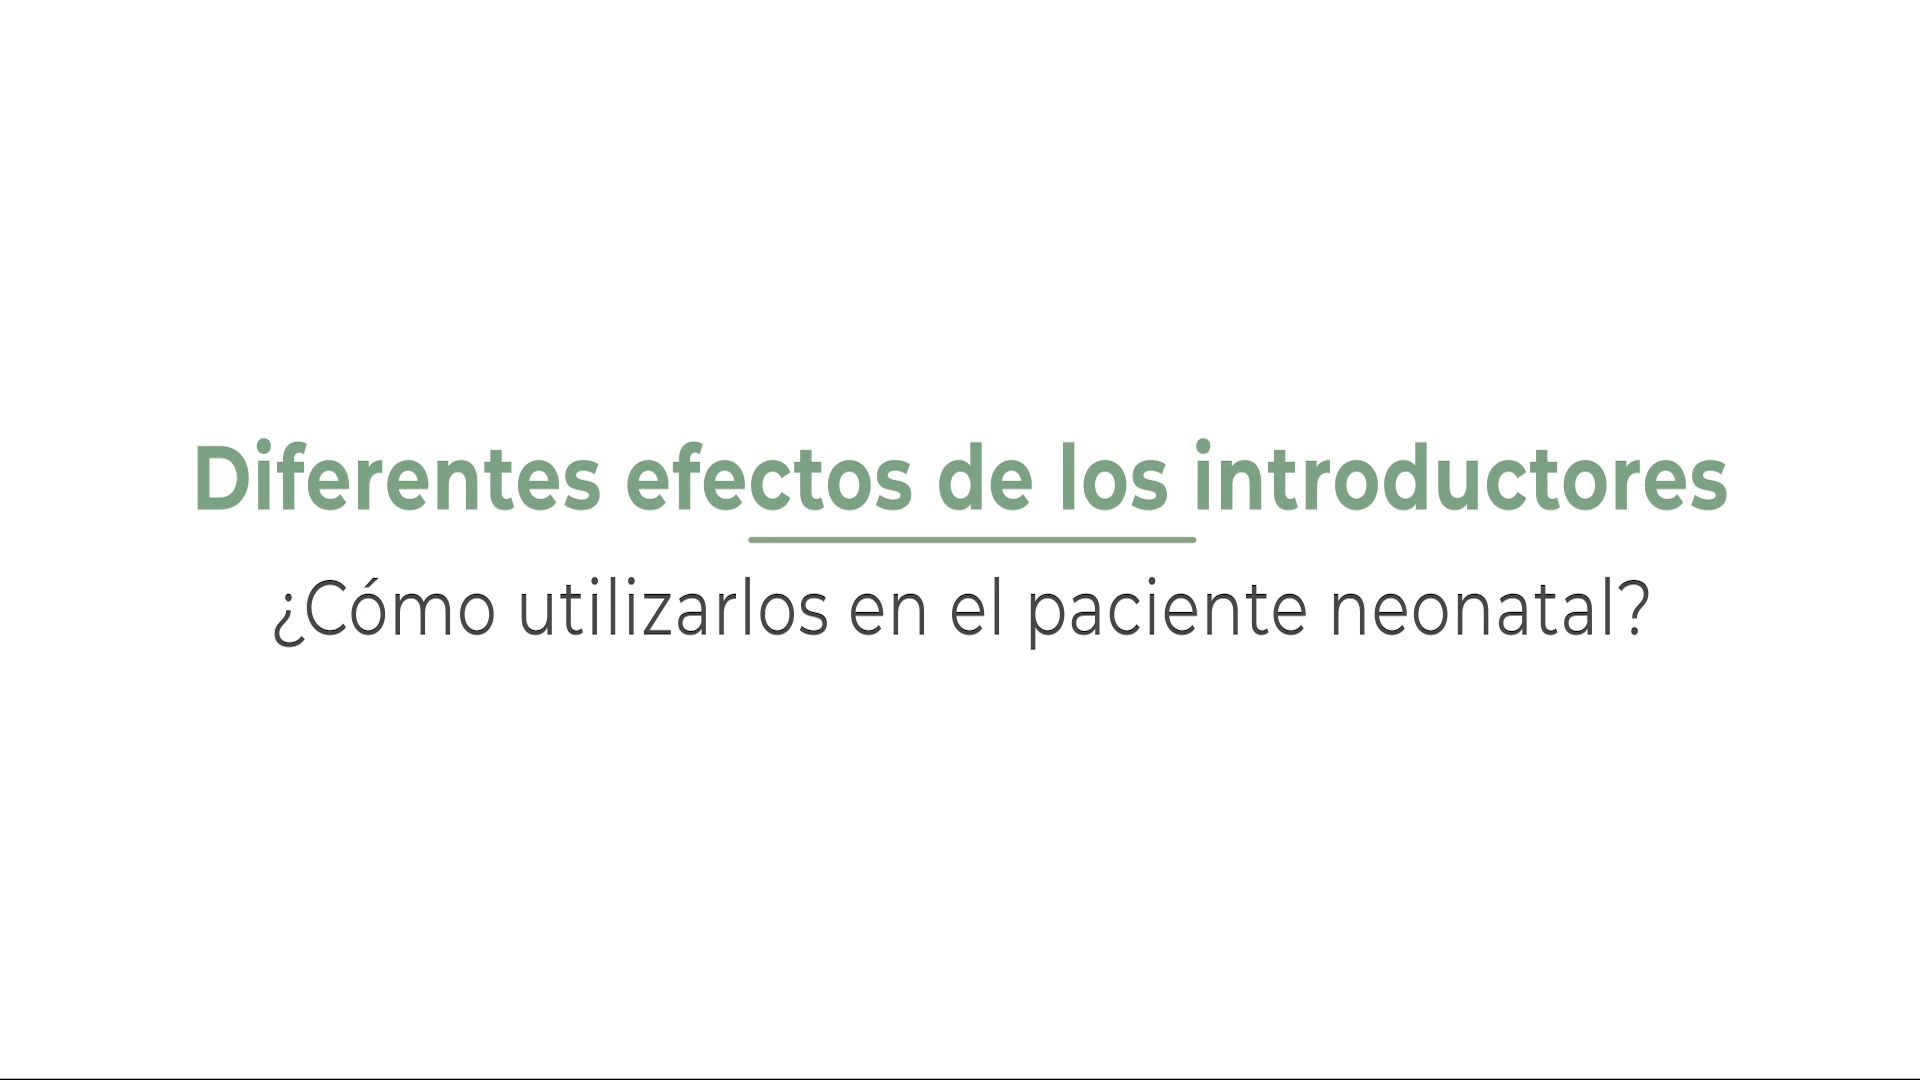 Diferentes efectos de los introductores
¿Cómo utilizarlos en el paciente neonatal?